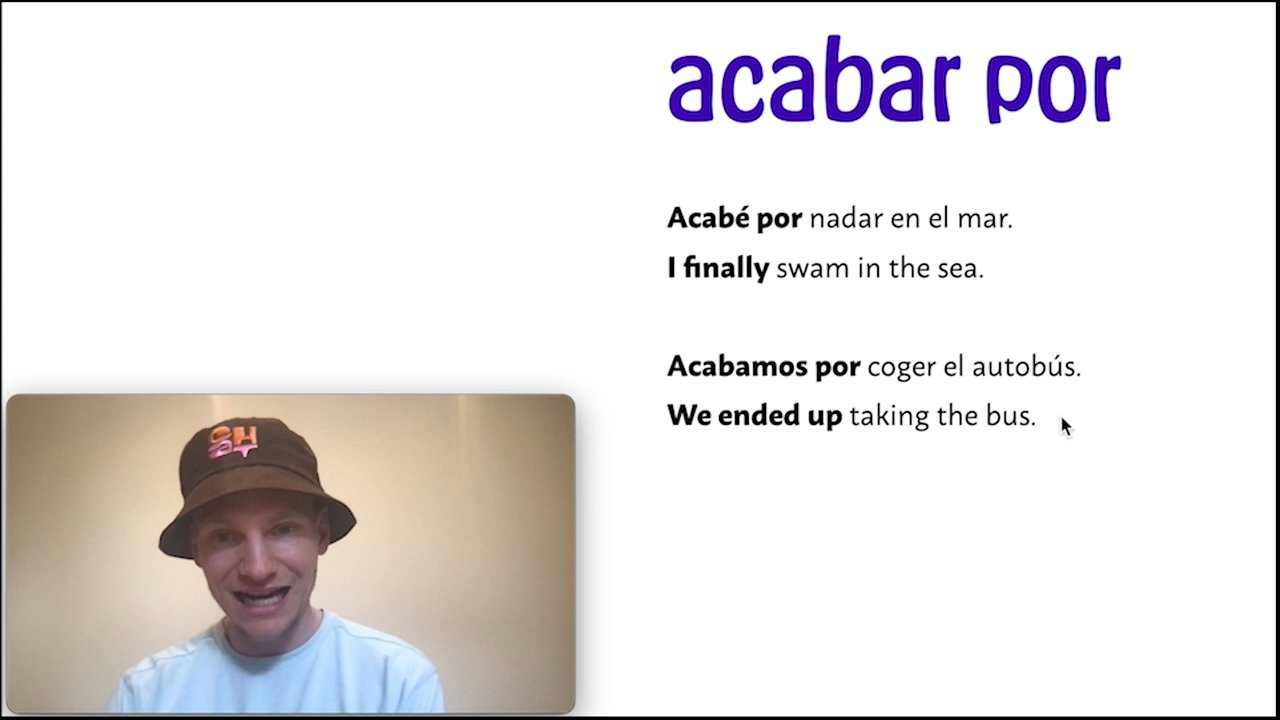 acabar por
Acabé por nadar en el mar.
I finally swam in the sea.
Acabamos por coger el autobús.
We ended up taking the bus.